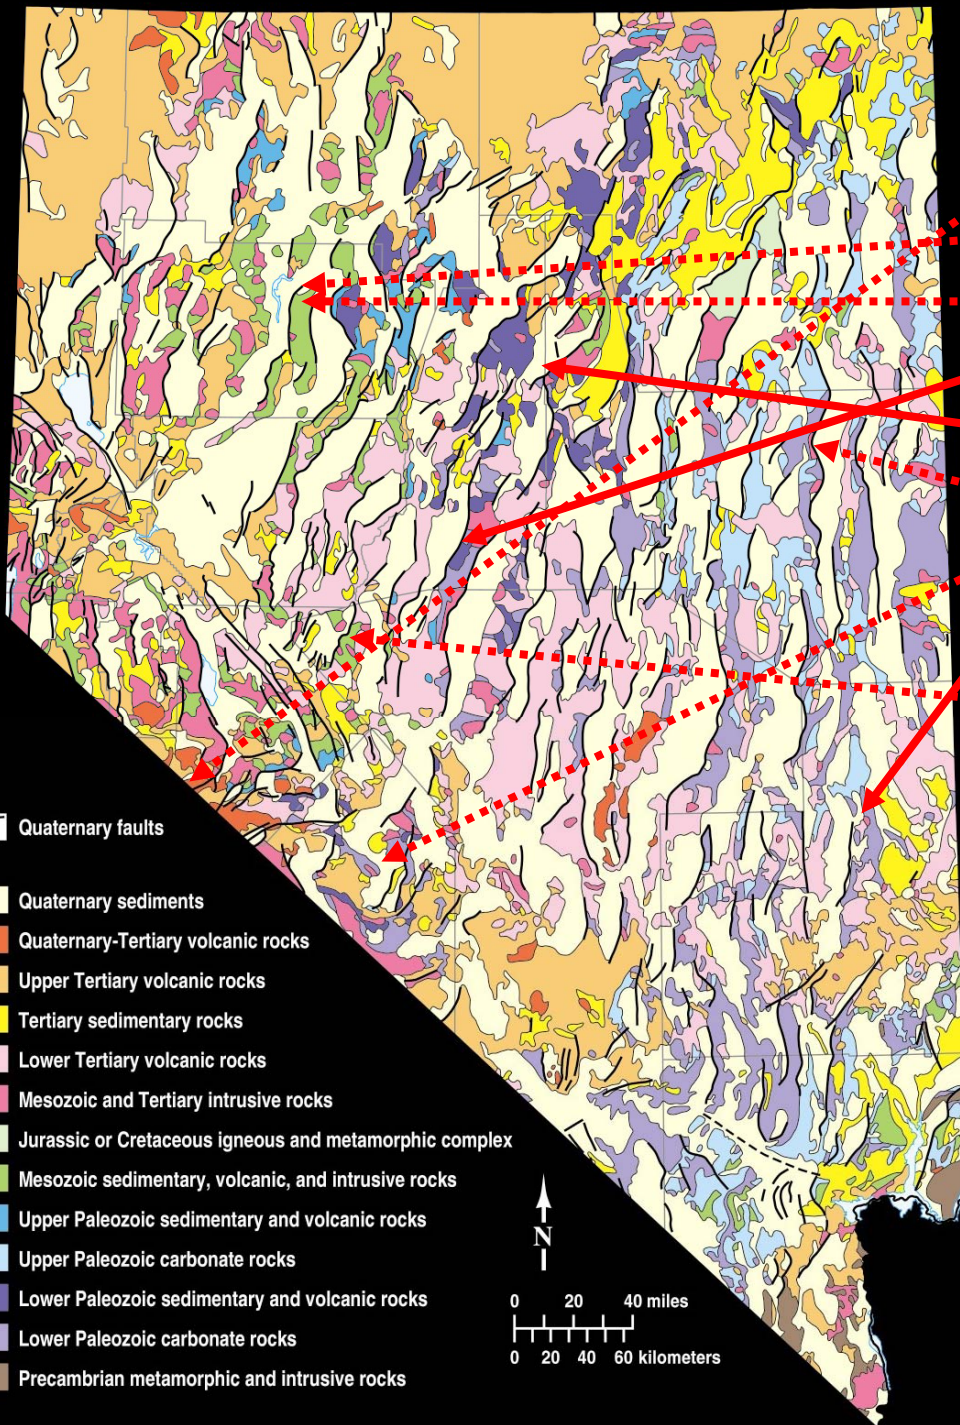 Quaternary faults
Quaternary sediments
Quaternary-Tertiary volcanic rocks
Upper Tertiary volcanic rocks
Tertiary sedimentary rocks
Lower Tertiary volcanic rocks
Mesozoic and Tertiary intrusive rocks
Jurassic or Cretaceous igneous and metamorphic complex
Mesozoic sedimentary, volcanic, and intrusive rocks
Upper Paleozoic sedimentary and volcanic rocks
Upper Paleozoic carbonate rocks
Lower Paleozoic sedimentary and volcanic rocks
Lower Paleozoic carbonate rocks
Precambrian metamorphic and intrusive rocks
N
0 20 40 miles
0 20 40 60 kilometers